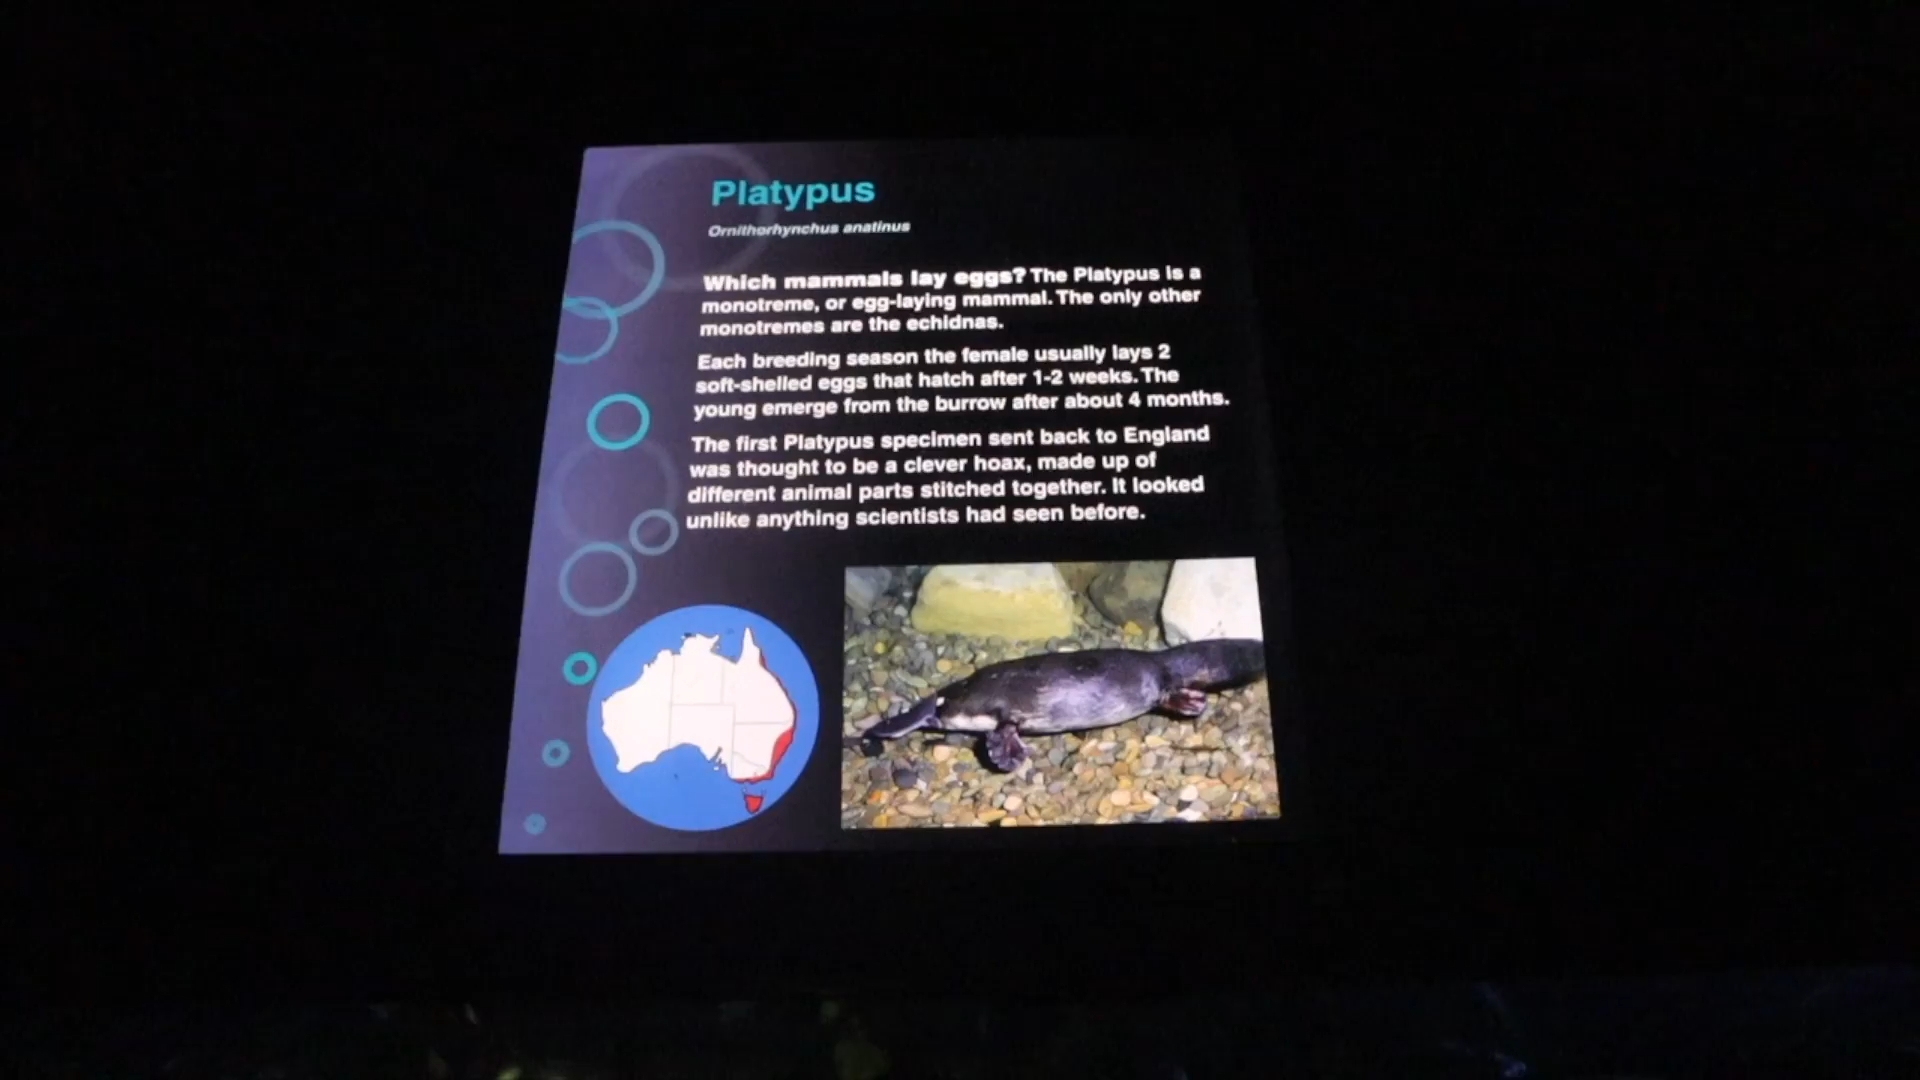 Platypus
Ornithorhynchus anatinus
Which mammals lay eggs? The Platypus is a
monotreme, or egg-laying mammal. The only other
monotremes are the echidnas.
Each breeding season the female usually lays 2
soft-shelled eggs that hatch after 1-2 weeks. The
young emerge from the burrow after about 4 months.
The first Platypus specimen sent back to England
was thought to be a clever hoax, made up of
different animal parts stitched together. It looked
unlike anything scientists had seen before.